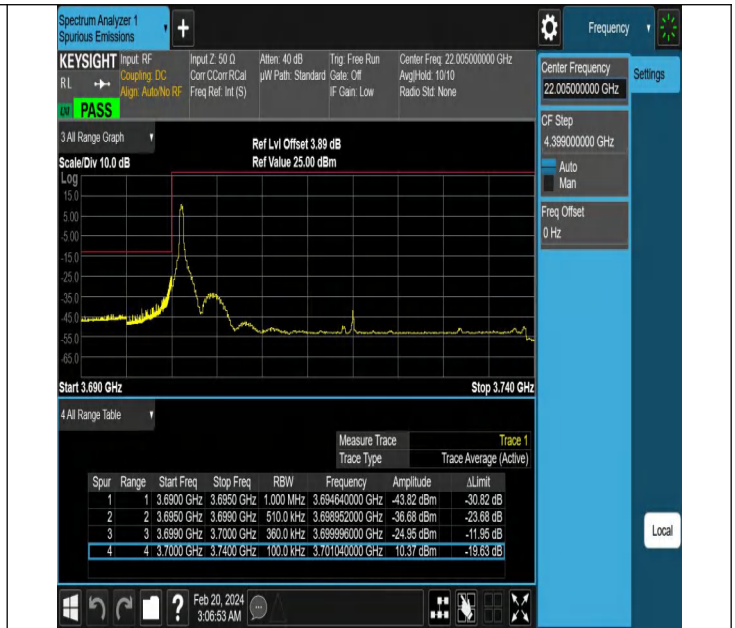 Spectrum Analyzer 1
Spurious Emissions
Frequency
KEYSIGHT Input: RF Input Z: 50 Ω Atten: 40 dB Trig: Free Run Center Freq: 22.005000000 GHz
RL Coupling: DC Corr CCorr RCal µW Path: Standard Gate: Off Avg|Hold: 10/10
Align: Auto/No RF Freq Ref: Int (S) IF Gain: Low Radio Std: None
PASS
Center Frequency
22.005000000 GHz
Settings
CF Step
4.399000000 GHz
Auto
Man
Freq Offset
0 Hz
3 All Range Graph
Ref Lvl Offset 3.89 dB
Scale/Div 10.0 dB Ref Value 25.00 dBm
Log
15.0
5.00
-5.00
-15.0
-25.0
-35.0
-45.0
-55.0
-65.0
Start 3.690 GHz Stop 3.740 GHz
4 All Range Table
Measure Trace Trace 1
Trace Type Trace Average (Active)
Spur Range Start Freq Stop Freq RBW Frequency Amplitude ΔLimit
1 1 3.6900 GHz 3.6950 GHz 1.000 MHz 3.694640000 GHz -43.82 dBm -30.82 dB
2 2 3.6950 GHz 3.6990 GHz 510.0 kHz 3.698952000 GHz -36.68 dBm -23.68 dB
3 3 3.6990 GHz 3.7000 GHz 360.0 kHz 3.699996000 GHz -24.95 dBm -11.95 dB
4 4 3.7000 GHz 3.7400 GHz 100.0 kHz 3.701040000 GHz 10.37 dBm -19.63 dB
Local
Feb 20, 2024
3:06:53 AM